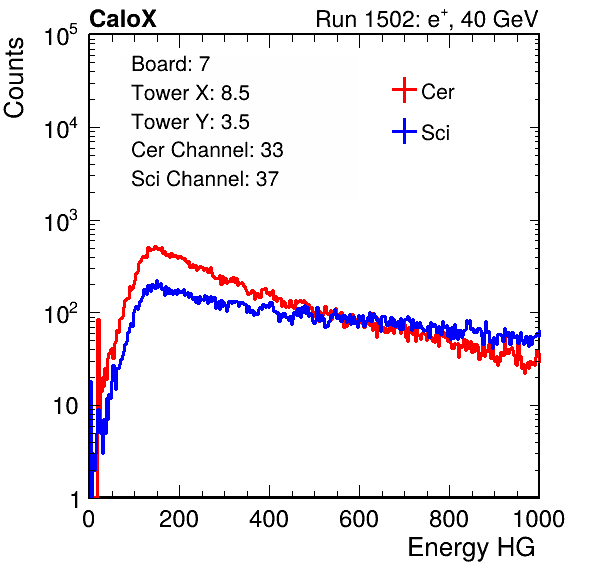 CaloX Run 1502: e⁺, 40 GeV
Counts
10⁵
10⁴
10³
10²
10
1
Board: 7
Tower X: 8.5
Tower Y: 3.5
Cer Channel: 33
Sci Channel: 37
Cer
Sci
0 200 400 600 800 1000
Energy HG